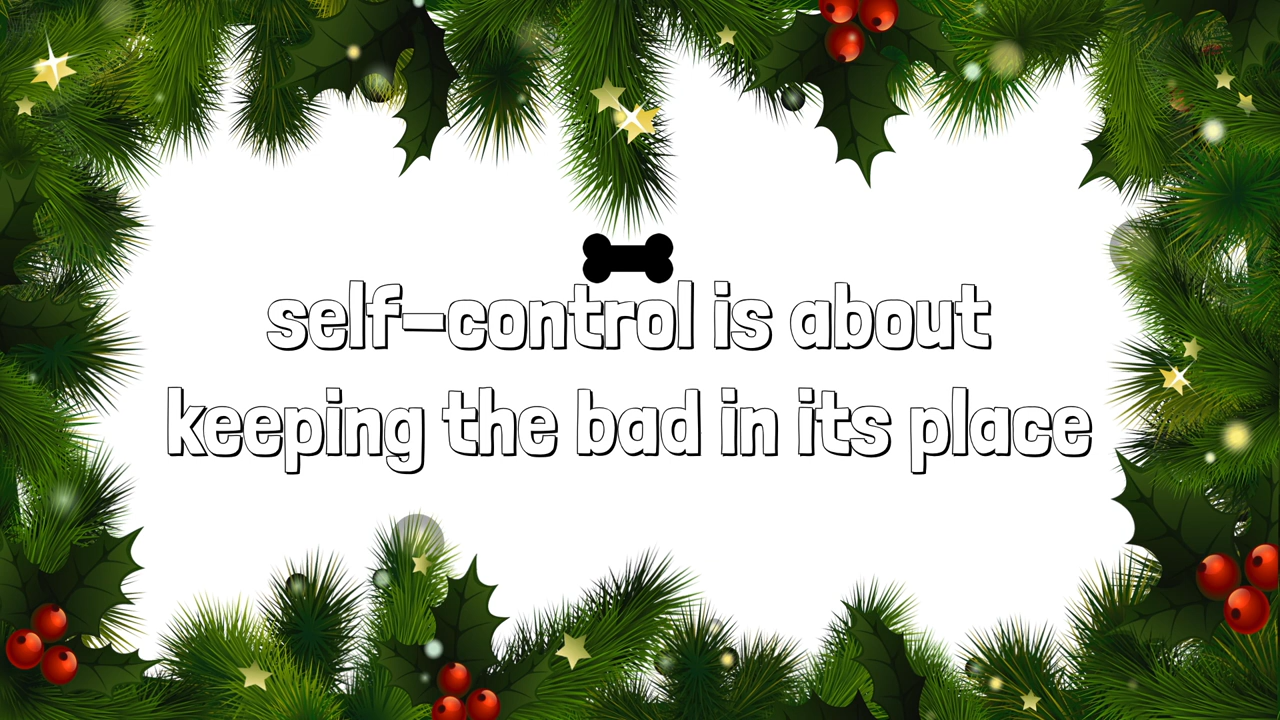 self-control is about
keeping the bad in its place